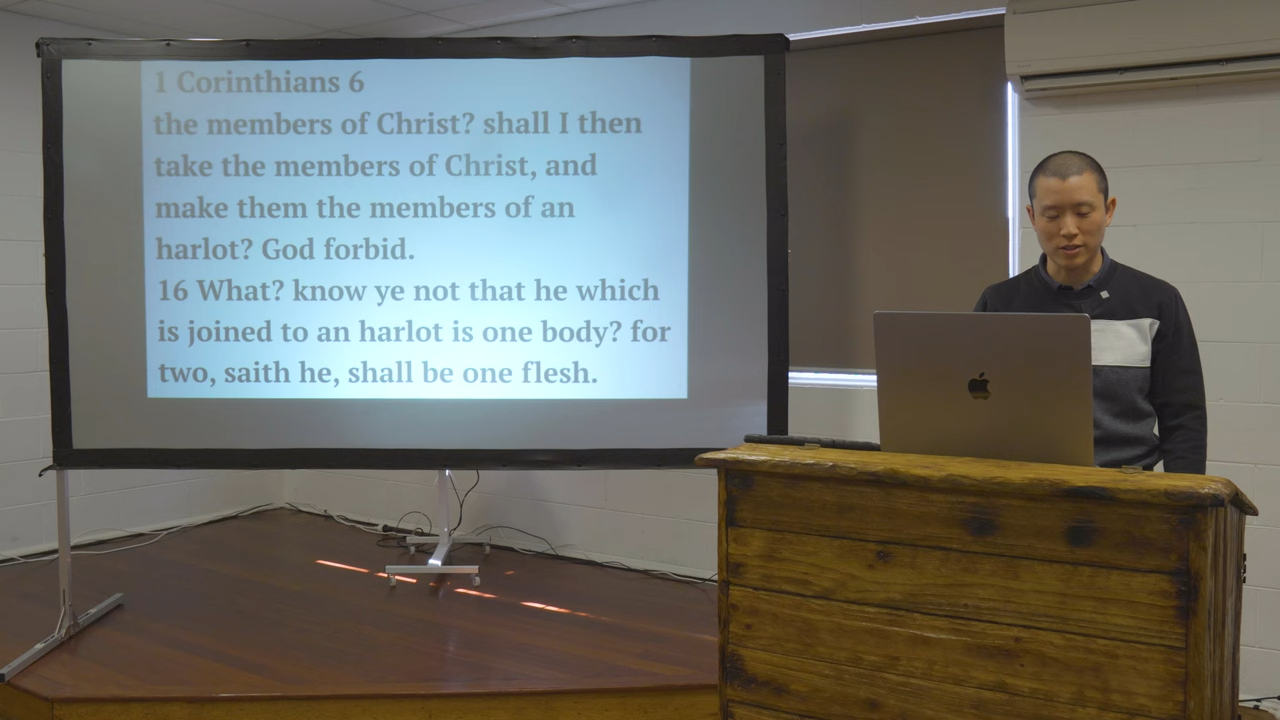 1 Corinthians 6
the members of Christ? shall I then
take the members of Christ, and
make them the members of an
harlot? God forbid.
16 What? know ye not that he which
is joined to an harlot is one body? for
two, saith he, shall be one flesh.